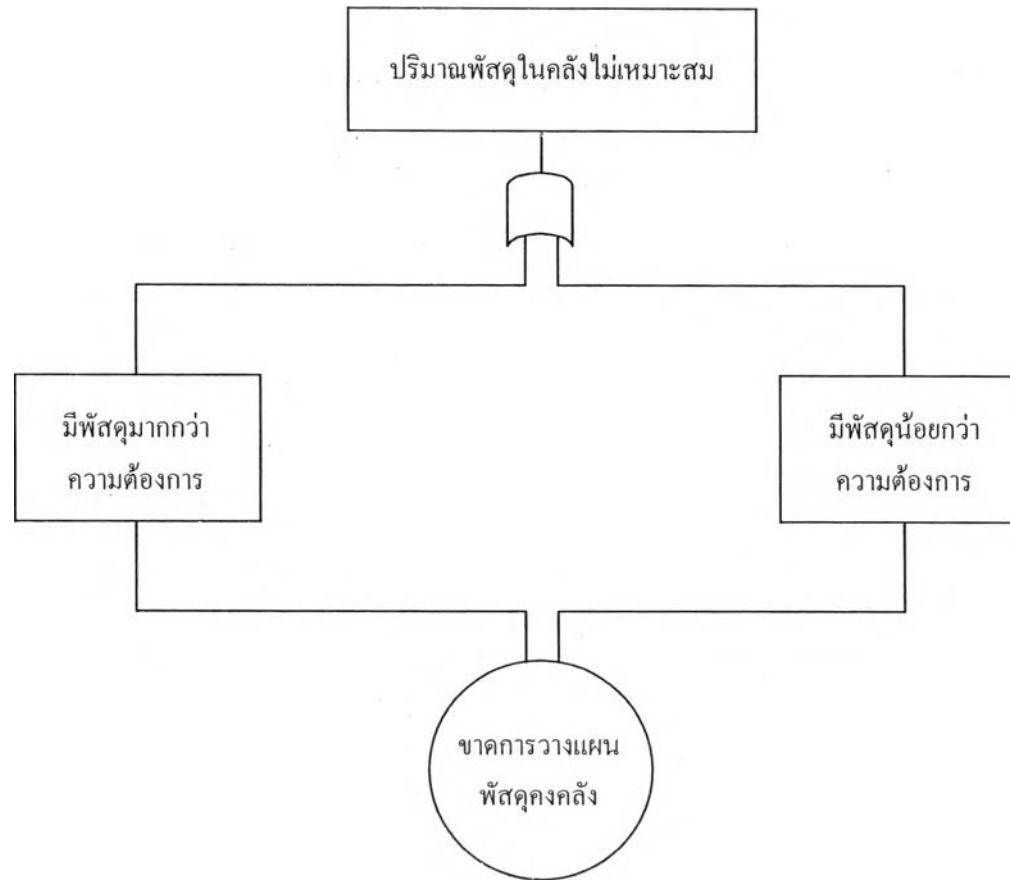 ปริมาณพัสดุในคลังไม่เหมาะสม
มีพัสดุมากกว่า
ความต้องการ
มีพัสดุน้อยกว่า
ความต้องการ
ขาดการวางแผน
พัสดุคงคลัง